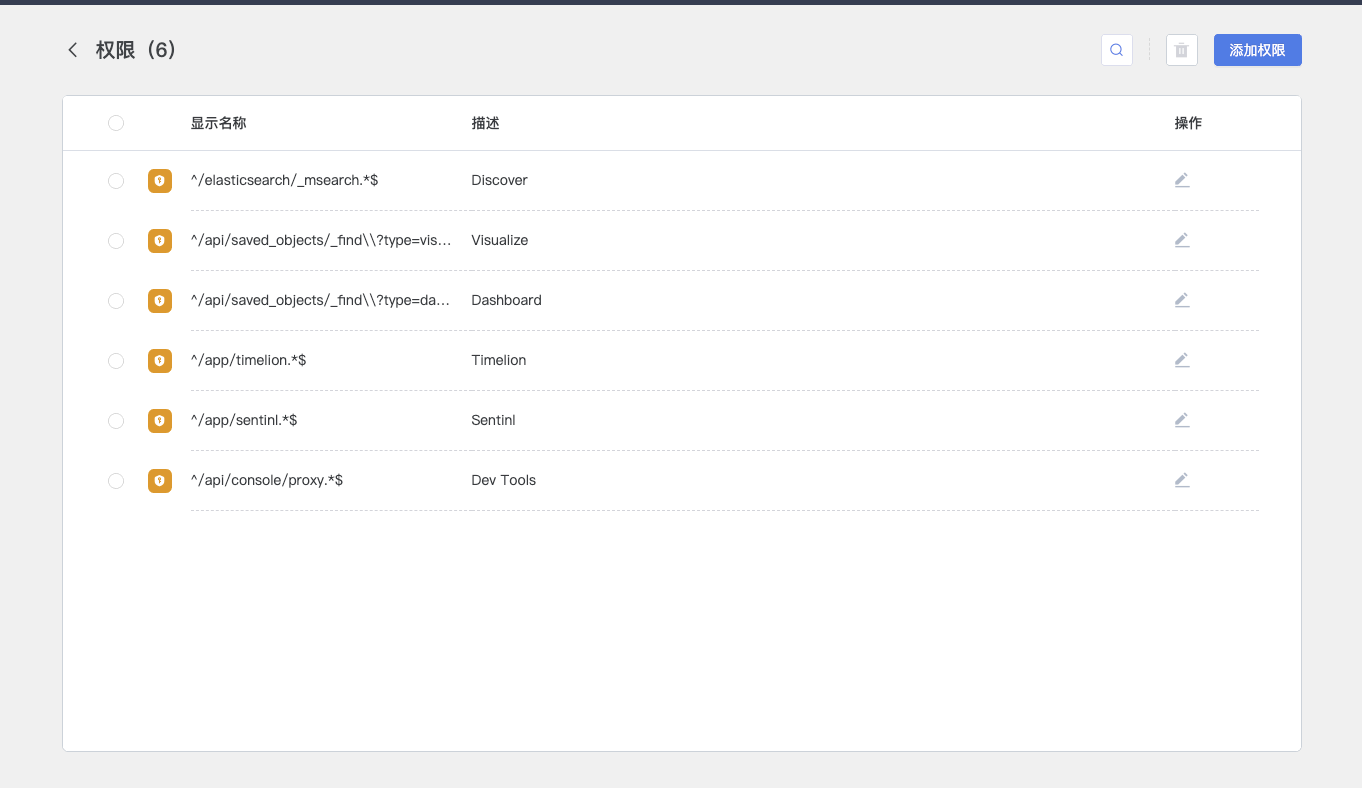 权限（6）
添加权限
显示名称 描述 操作
^/elasticsearch/_msearch.*$ Discover
^/api/saved_objects/_find\\?type=vis... Visualize
^/api/saved_objects/_find\\?type=da... Dashboard
^/app/timelion.*$ Timelion
^/app/sentinl.*$ Sentinl
^/api/console/proxy.*$ Dev Tools